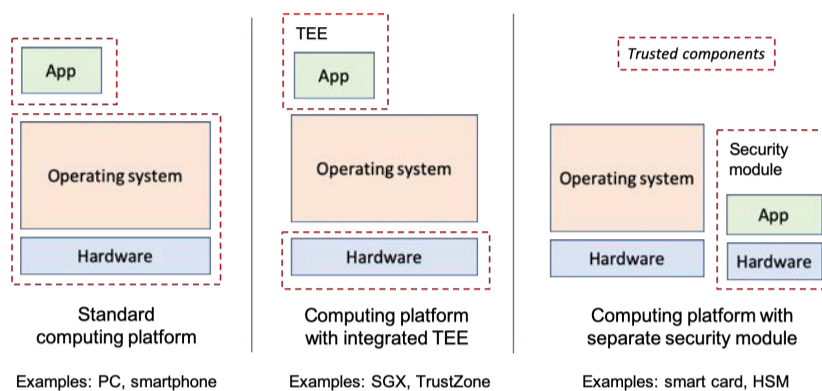 App
Operating system
Hardware
Standard
computing platform
Examples: PC, smartphone
TEE
App
Operating system
Hardware
Computing platform
with integrated TEE
Examples: SGX, TrustZone
Trusted components
Operating system
Hardware
Security
module
App
Hardware
Computing platform with
separate security module
Examples: smart card, HSM